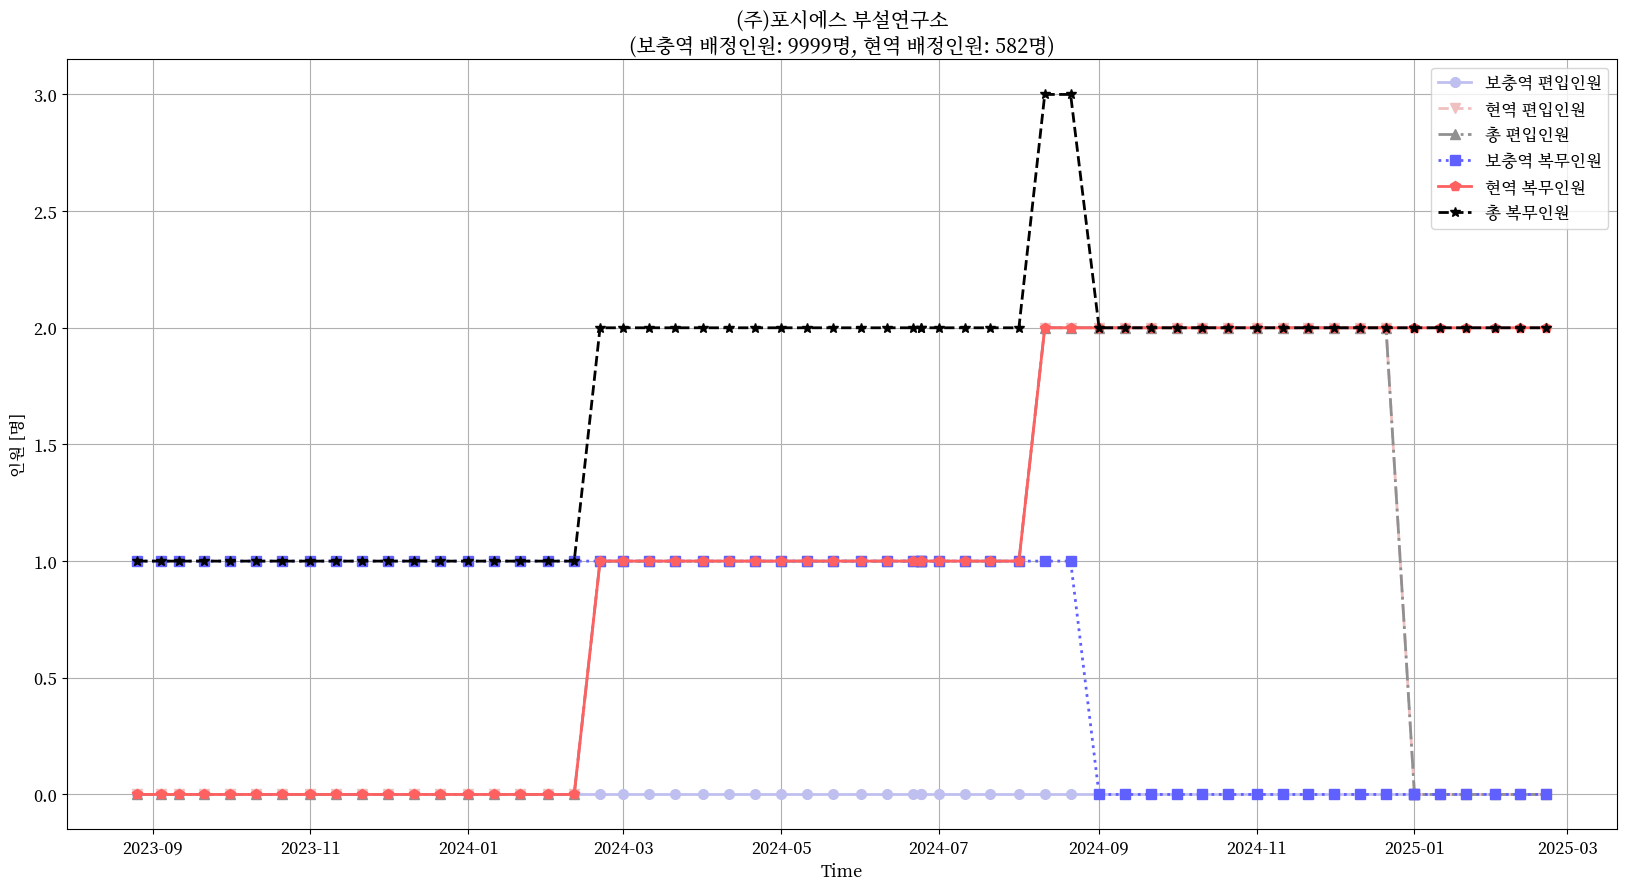 (주)포시에스 부설연구소
(보충역 배정인원: 9999명, 현역 배정인원: 582명)
보충역 편입인원
현역 편입인원
총 편입인원
보충역 복무인원
현역 복무인원
총 복무인원
인원 [명]
3.0
2.5
2.0
1.5
1.0
0.5
0.0
2023-09 2023-11 2024-01 2024-03 2024-05 2024-07 2024-09 2024-11 2025-01 2025-03
Time